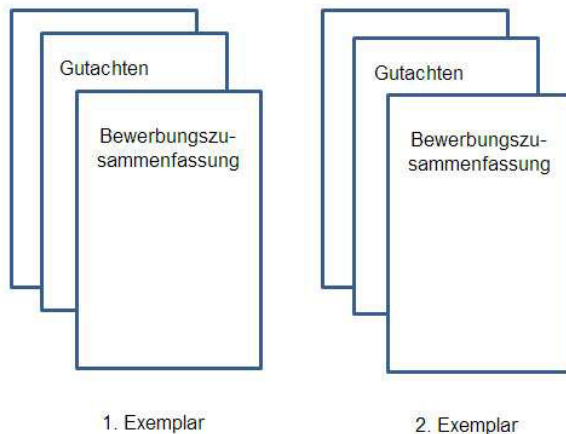 Gutachten
Bewerbungszu-
sammenfassung
1. Exemplar
Gutachten
Bewerbungszu-
sammenfassung
2. Exemplar